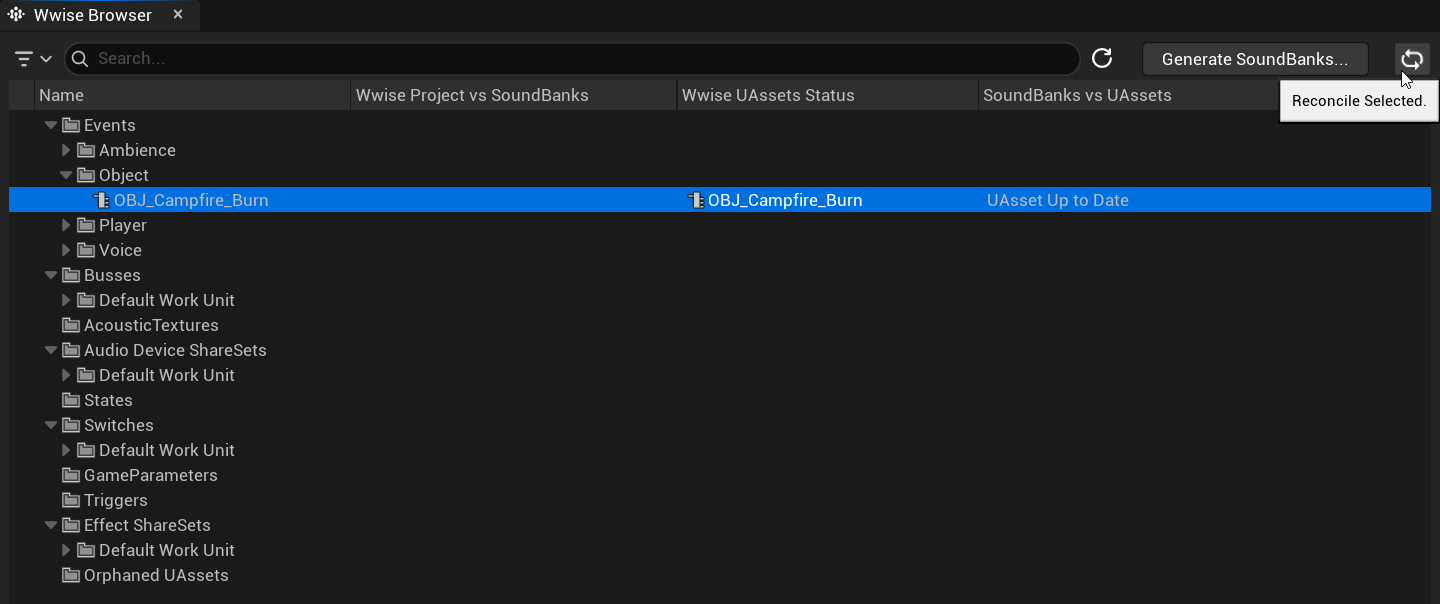 Wwise Browser
Search...
Generate SoundBanks...
Name Wwise Project vs SoundBanks Wwise UAssets Status SoundBanks vs UAssets
Reconcile Selected.
Events
Ambience
Object
OBJ_Campfire_Burn OBJ_Campfire_Burn UAsset Up to Date
Player
Voice
Busses
Default Work Unit
AcousticTextures
Audio Device ShareSets
Default Work Unit
States
Switches
Default Work Unit
GameParameters
Triggers
Effect ShareSets
Default Work Unit
Orphaned UAssets